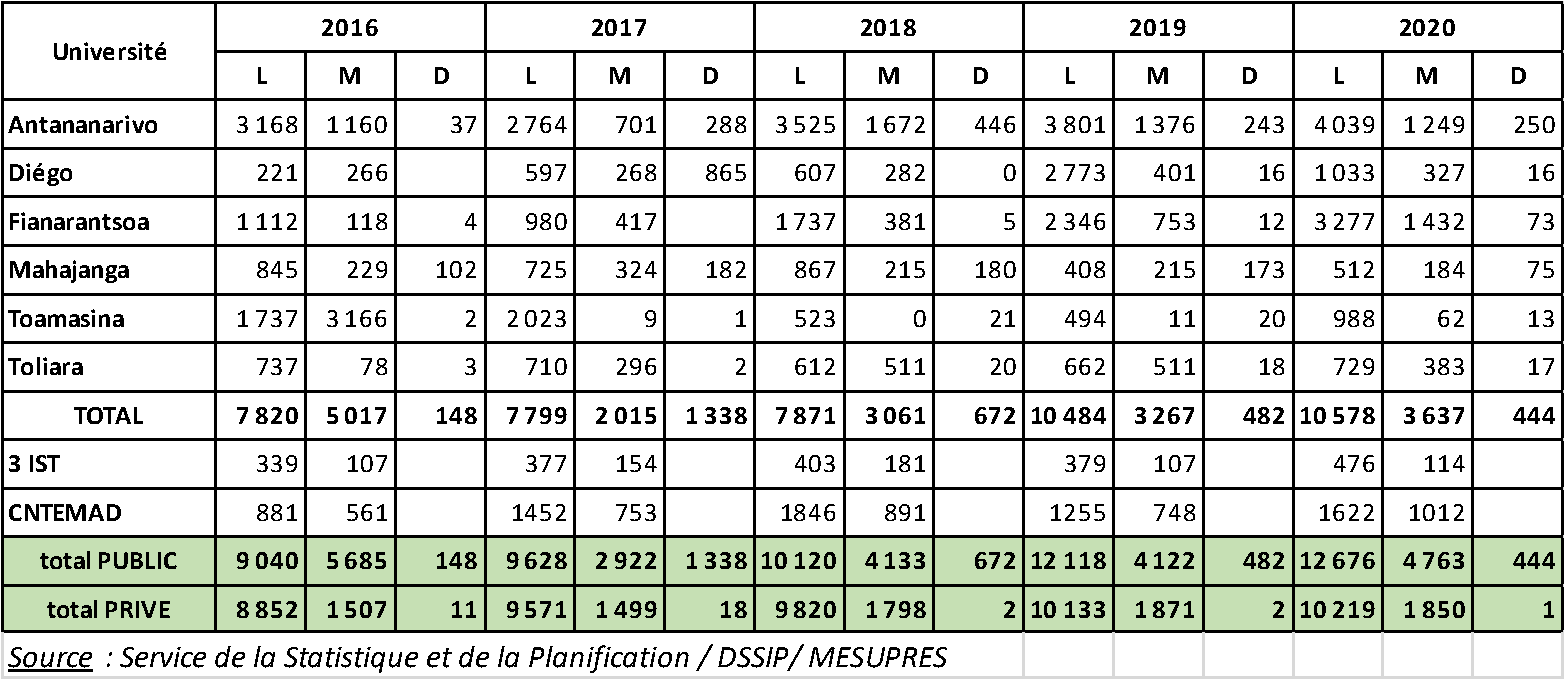 Université 2016 2017 2018 2019 2020
L M D L M D L M D L M D L M D
Antananarivo 3 168 1 160 37 2 764 701 288 3 525 1 672 446 3 801 1 376 243 4 039 1 249 250
Diégo 221 266 597 268 865 607 282 0 2 773 401 16 1 033 327 16
Fianarantsoa 1 112 118 4 980 417 1 737 381 5 2 346 753 12 3 277 1 432 73
Mahajanga 845 229 102 725 324 182 867 215 180 408 215 173 512 184 75
Toamasina 1 737 3 166 2 2 023 9 1 523 0 21 494 11 20 988 62 13
Toliara 737 78 3 710 296 2 612 511 20 662 511 18 729 383 17
TOTAL 7 820 5 017 148 7 799 2 015 1 338 7 871 3 061 672 10 484 3 267 482 10 578 3 637 444
3 IST 339 107 377 154 403 181 379 107 476 114
CNTEMAD 881 561 1452 753 1846 891 1255 748 1622 1012
total PUBLIC 9 040 5 685 148 9 628 2 922 1 338 10 120 4 133 672 12 118 4 122 482 12 676 4 763 444
total PRIVE 8 852 1 507 11 9 571 1 499 18 9 820 1 798 2 10 133 1 871 2 10 219 1 850 1
Source : Service de la Statistique et de la Planification / DSSIP/ MESUPRES